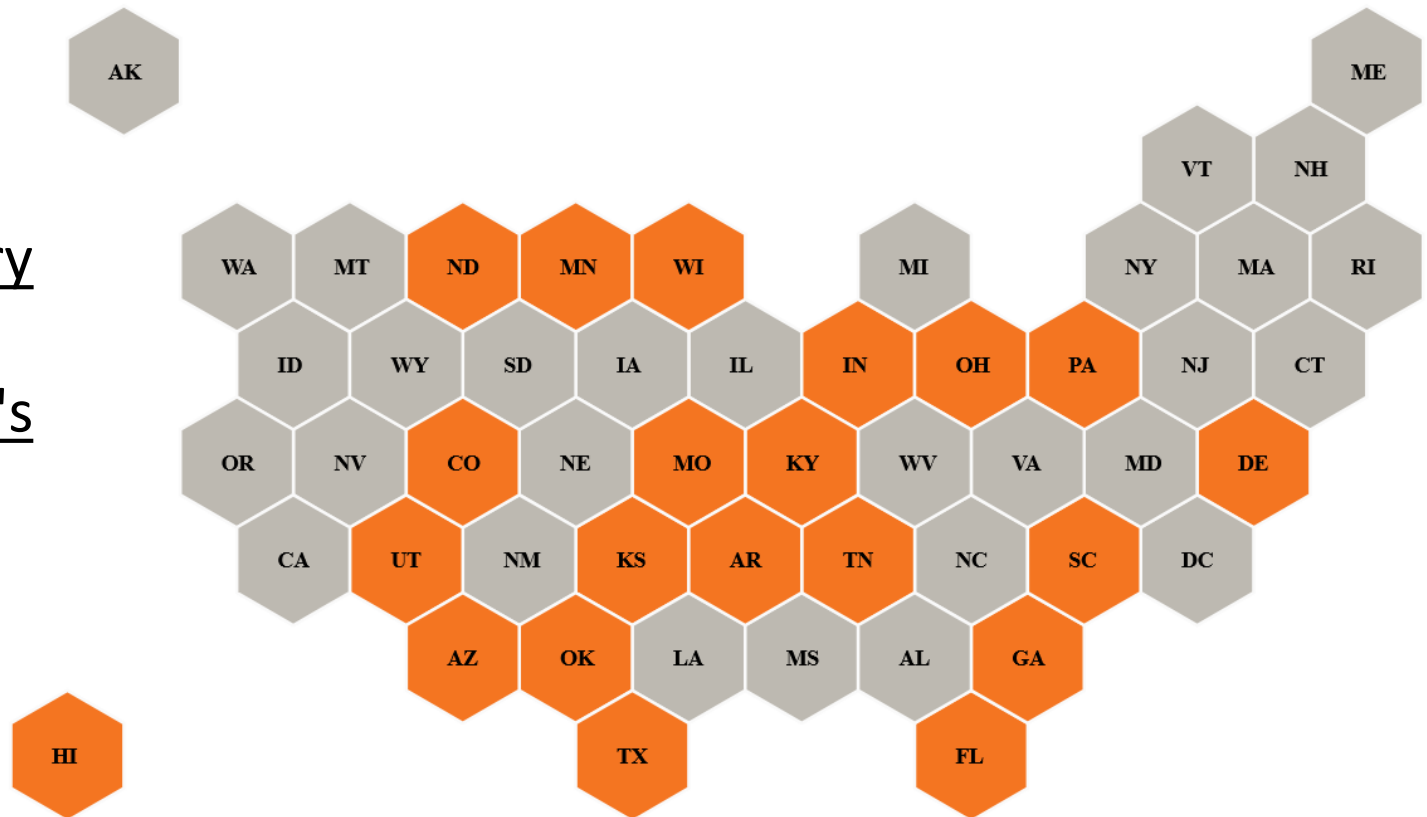 AK ME
VT NH
ry
WA MT ND MN WI MI NY MA RI
ID WY SD IA IL IN OH PA NJ CT
's
OR NV CO NE MO KY WV VA MD DE
CA UT NM KS AR TN NC SC DC
AZ OK LA MS AL GA
HI TX FL